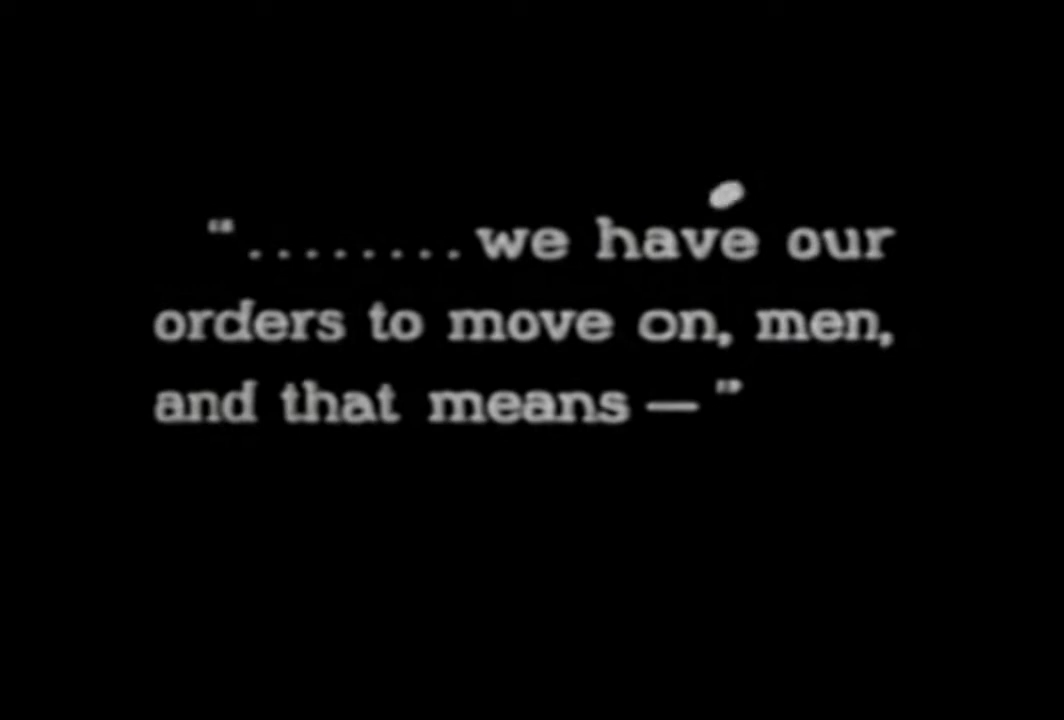 “........we have our
orders to move on, men,
and that means—”